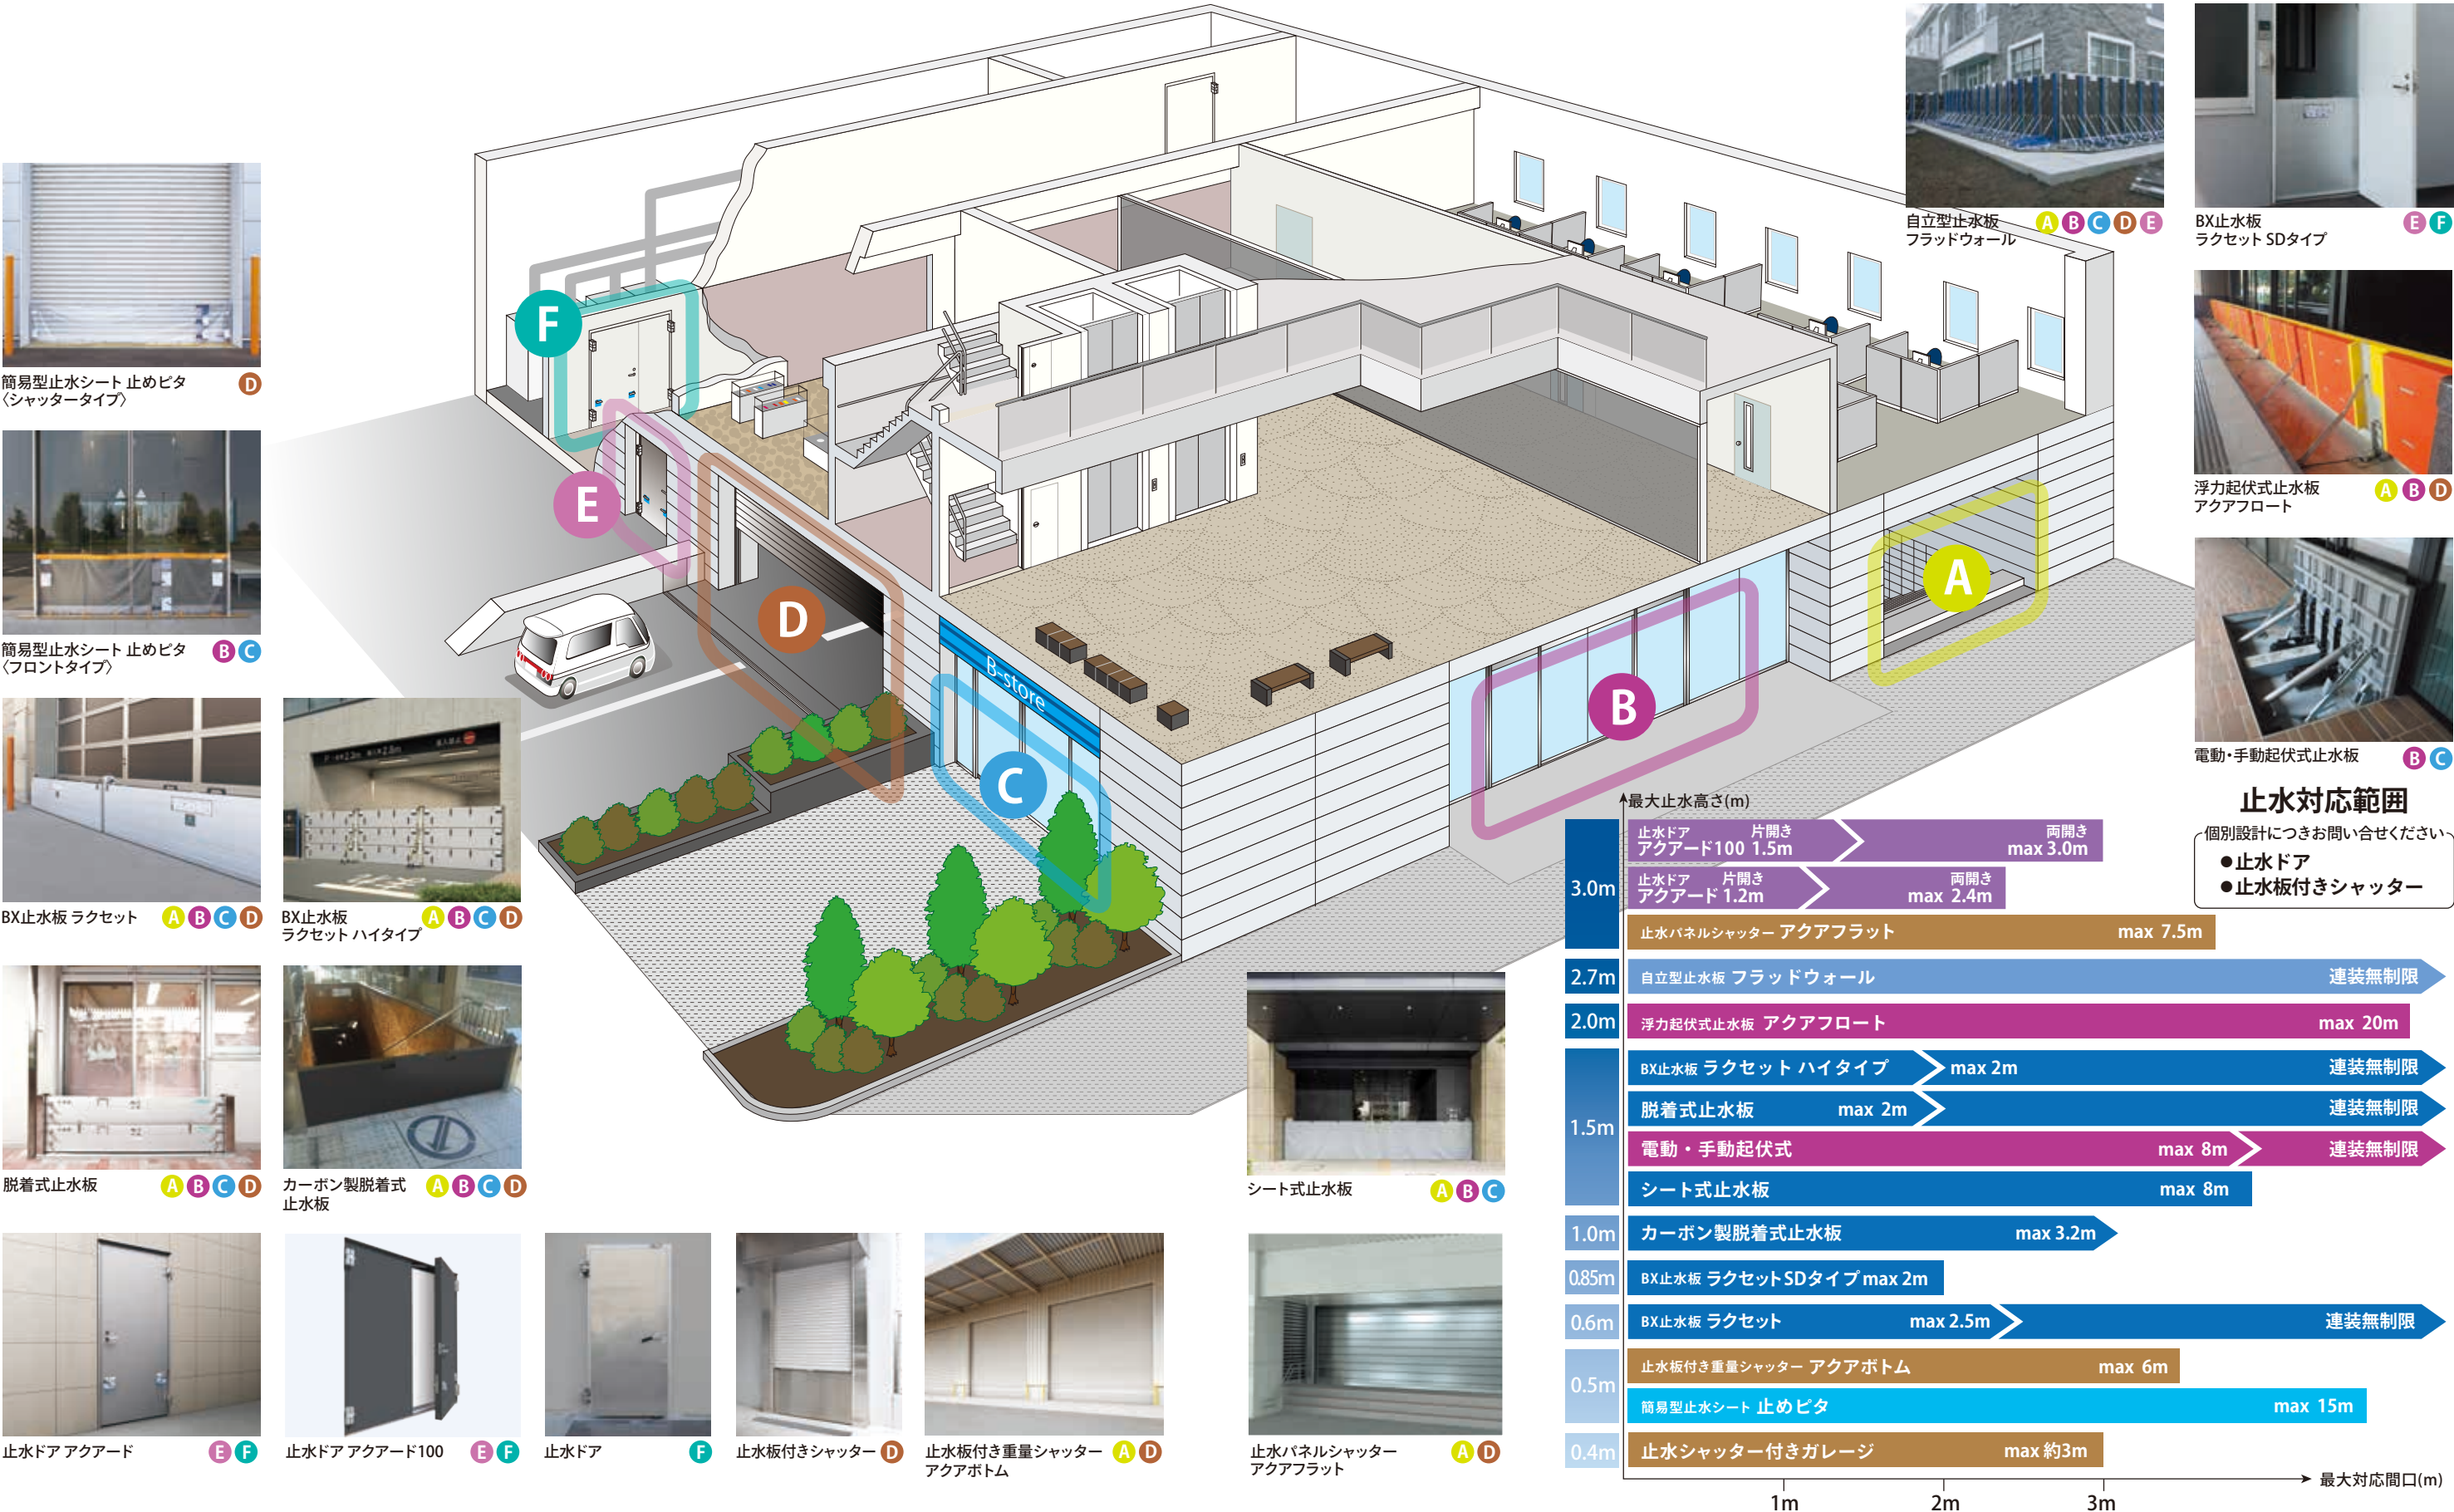 自立型止水板
フラッドウォール
A B C D E
BX止水板
ラクセット SDタイプ
E F
簡易型止水シート 止めピタ
〈シャッタータイプ〉
D
浮力起伏式止水板
アクアフロート
A B D
簡易型止水シート 止めピタ
〈フロントタイプ〉
B C
電動・手動起伏式止水板
B C
BX止水板 ラクセット
A B C D
BX止水板
ラクセット ハイタイプ
A B C D
脱着式止水板
A B C D
カーボン製脱着式
止水板
A B C D
シート式止水板
A B C
止水ドア アクアード
E F
止水ドア アクアード100
E F
止水ドア
F
止水板付きシャッター
D
止水板付き重量シャッター
アクアボトム
A D
止水パネルシャッター
アクアフラット
A D
F
E
D
C
B
A
B-store
止水対応範囲
個別設計につきお問い合せください
●止水ドア
●止水板付きシャッター
最大止水高さ(m)
3.0m
止水ドア 片開き 両開き
アクアード100 1.5m max 3.0m
止水ドア 片開き 両開き
アクアード 1.2m max 2.4m
止水パネルシャッター アクアフラット max 7.5m
2.7m 自立型止水板 フラッドウォール 連装無制限
2.0m 浮力起伏式止水板 アクアフロート max 20m
1.5m
BX止水板 ラクセット ハイタイプ max 2m 連装無制限
脱着式止水板 max 2m 連装無制限
電動・手動起伏式 max 8m 連装無制限
シート式止水板 max 8m
1.0m カーボン製脱着式止水板 max 3.2m
0.85m BX止水板 ラクセットSDタイプ max 2m
0.6m BX止水板 ラクセット max 2.5m 連装無制限
0.5m
止水板付き重量シャッター アクアボトム max 6m
簡易型止水シート 止めピタ max 15m
0.4m 止水シャッター付きガレージ max 約3m
最大対応間口(m)
1m 2m 3m